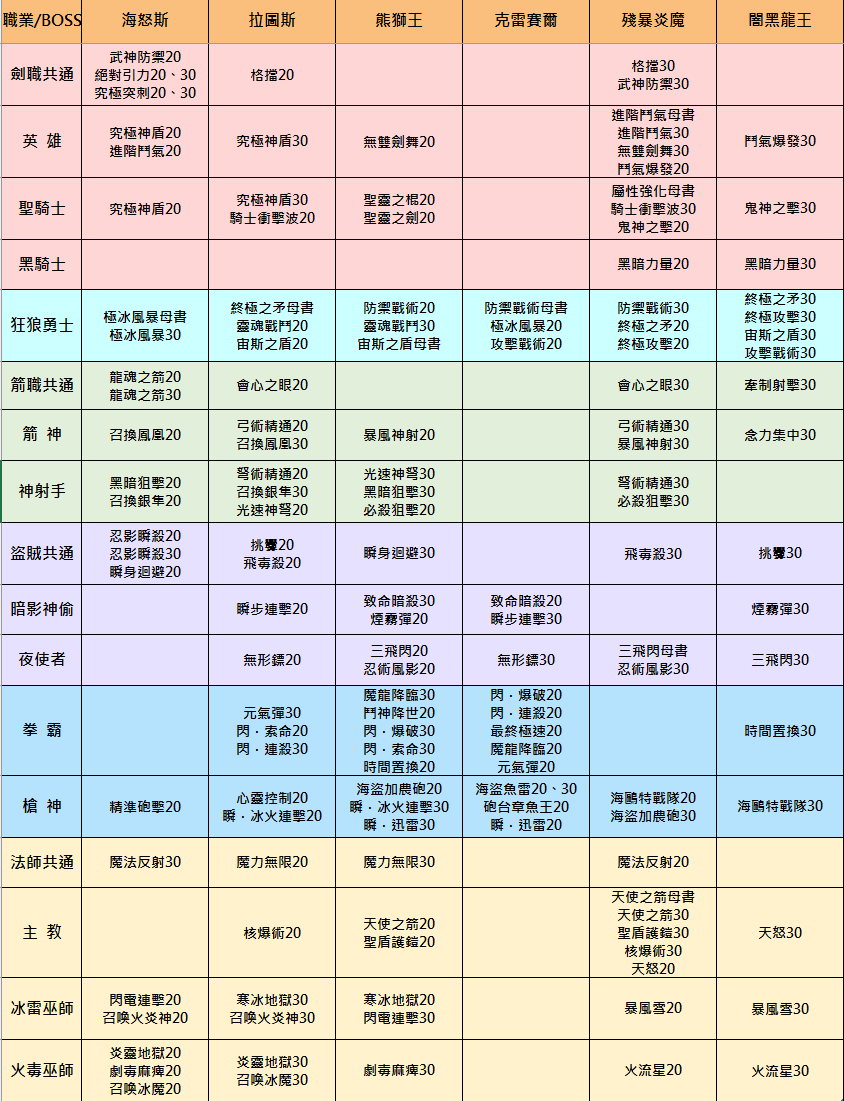 職業/BOSS 海怒斯 拉圖斯 熊獅王 克雷賽爾 殘暴炎魔 闇黑龍王
劍職共通
武神防禦20
絕對引力20、30
究極突刺20、30
格擋20
格擋30
武神防禦30
英 雄
究極神盾20
進階鬥氣20
究極神盾30
無雙劍舞20
進階鬥氣母書
進階鬥氣30
無雙劍舞30
鬥氣爆發20
鬥氣爆發30
聖騎士
究極神盾20
究極神盾30
騎士衝擊波20
聖靈之棍20
聖靈之劍20
屬性強化母書
騎士衝擊波30
鬼神之擊20
鬼神之擊30
黑騎士
黑暗力量20
黑暗力量30
狂狼勇士
極冰風暴母書
極冰風暴30
終極之矛母書
靈魂戰鬥20
宙斯之盾20
防禦戰術20
靈魂戰鬥30
宙斯之盾母書
防禦戰術母書
極冰風暴20
攻擊戰術20
防禦戰術30
終極之矛20
終極攻擊20
終極之矛30
終極攻擊30
宙斯之盾30
攻擊戰術30
箭職共通
龍魂之箭20
龍魂之箭30
會心之眼20
會心之眼30
牽制射擊30
箭 神
召換鳳凰20
弓術精通20
召換鳳凰30
暴風神射20
弓術精通30
暴風神射30
念力集中30
神射手
黑暗狙擊20
召換銀隼20
弩術精通20
召換銀隼30
光速神弩20
光速神弩30
黑暗狙擊30
必殺狙擊20
弩術精通30
必殺狙擊30
盜賊共通
忍影瞬殺20
忍影瞬殺30
瞬身迴避20
挑釁20
飛毒殺20
瞬身迴避30
飛毒殺30
挑釁30
暗影神偷
瞬步連擊20
致命暗殺30
煙霧彈20
致命暗殺20
瞬步連擊30
煙霧彈30
夜使者
無形鏢20
三飛閃20
忍術風影20
無形鏢30
三飛閃母書
忍術風影30
三飛閃30
拳 霸
元氣彈30
閃．索命20
閃．連殺30
魔龍降臨30
鬥神降世20
閃．爆破30
閃．索命30
時間置換20
閃．爆破20
閃．連殺20
最終極速20
魔龍降臨20
元氣彈20
時間置換30
槍 神
精準砲擊20
心靈控制20
瞬．冰火連擊20
海盜加農砲20
瞬．冰火連擊30
瞬．迅雷30
海盜魚雷20、30
砲台章魚王20
瞬．迅雷20
海鷗特戰隊20
海盜加農砲30
海鷗特戰隊30
法師共通
魔法反射30
魔力無限20
魔力無限30
魔法反射20
主 教
核爆術20
天使之箭20
聖盾護鎧20
天使之箭母書
天使之箭30
聖盾護鎧30
核爆術30
天怒20
天怒30
冰雷巫師
閃電連擊20
召喚火炎神20
寒冰地獄30
召喚火炎神30
寒冰地獄20
閃電連擊30
暴風雪20
暴風雪30
火毒巫師
炎靈地獄20
劇毒麻痺20
召喚冰魔20
炎靈地獄30
召喚冰魔30
劇毒麻痺30
火流星20
火流星30